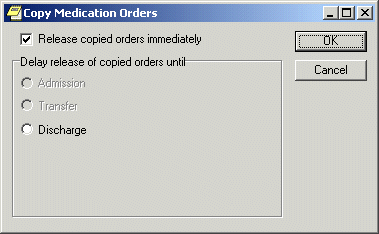 Copy Medication Orders
Release copied orders immediately
OK
Delay release of copied orders until
Cancel
Admission
Transfer
Discharge